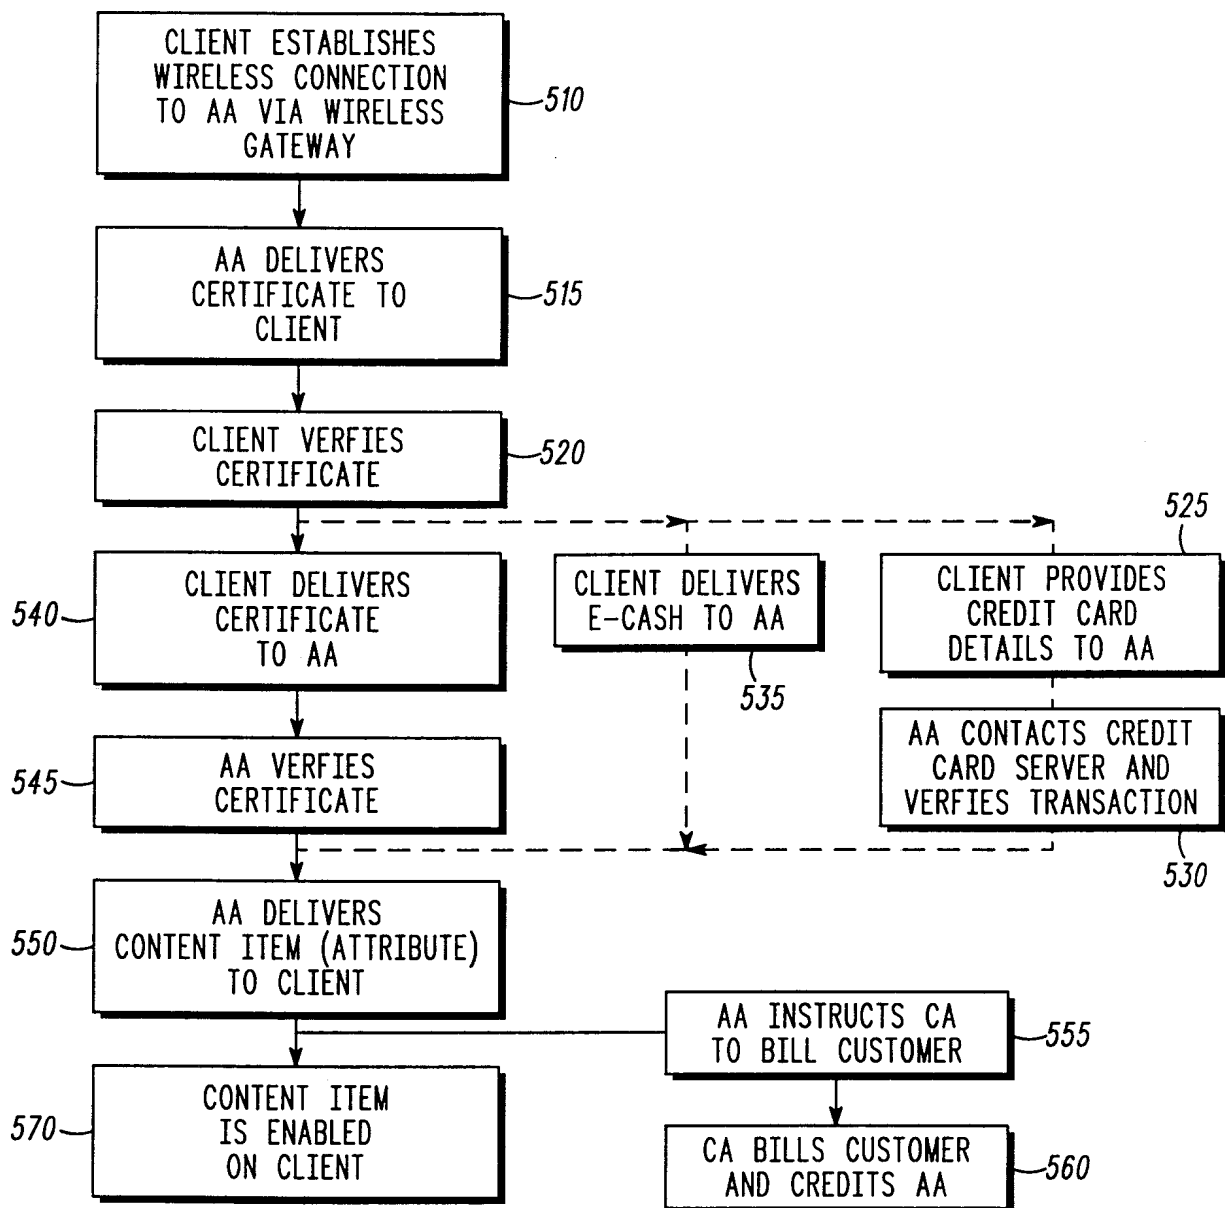 CLIENT ESTABLISHES
WIRELESS CONNECTION
TO AA VIA WIRELESS
GATEWAY
510
AA DELIVERS
CERTIFICATE TO
CLIENT
515
CLIENT VERFIES
CERTIFICATE
520
540
CLIENT DELIVERS
CERTIFICATE
TO AA
CLIENT DELIVERS
E-CASH TO AA
535
525
CLIENT PROVIDES
CREDIT CARD
DETAILS TO AA
545
AA VERFIES
CERTIFICATE
AA CONTACTS CREDIT
CARD SERVER AND
VERFIES TRANSACTION
530
550
AA DELIVERS
CONTENT ITEM (ATTRIBUTE)
TO CLIENT
AA INSTRUCTS CA
TO BILL CUSTOMER
555
570
CONTENT ITEM
IS ENABLED
ON CLIENT
CA BILLS CUSTOMER
AND CREDITS AA
560